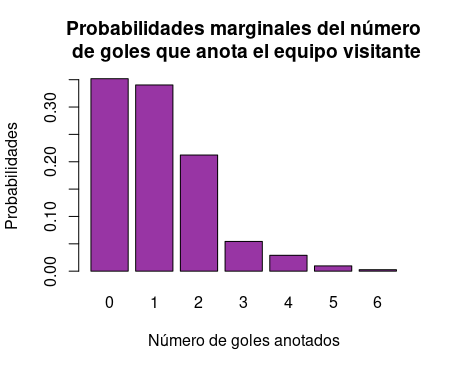 Probabilidades marginales del número
de goles que anota el equipo visitante
Probabilidades
0.30
0.20
0.10
0.00
0 1 2 3 4 5 6
Número de goles anotados